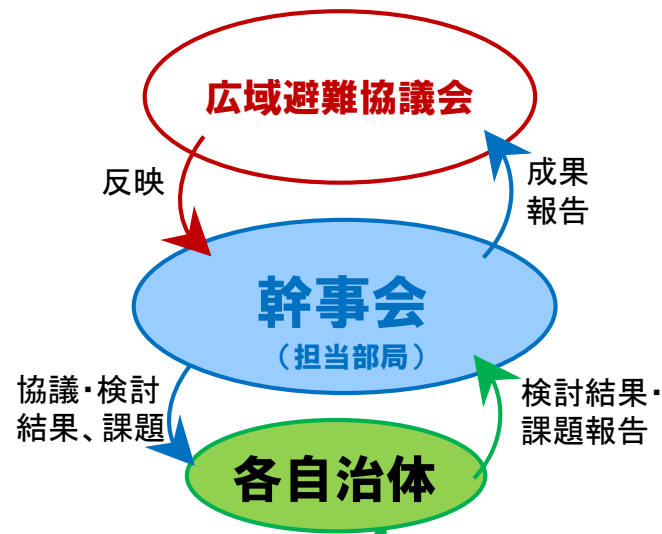 広域避難協議会
反映
成果
報告
幹事会
（担当部局）
協議・検討
結果、課題
検討結果・
課題報告
各自治体